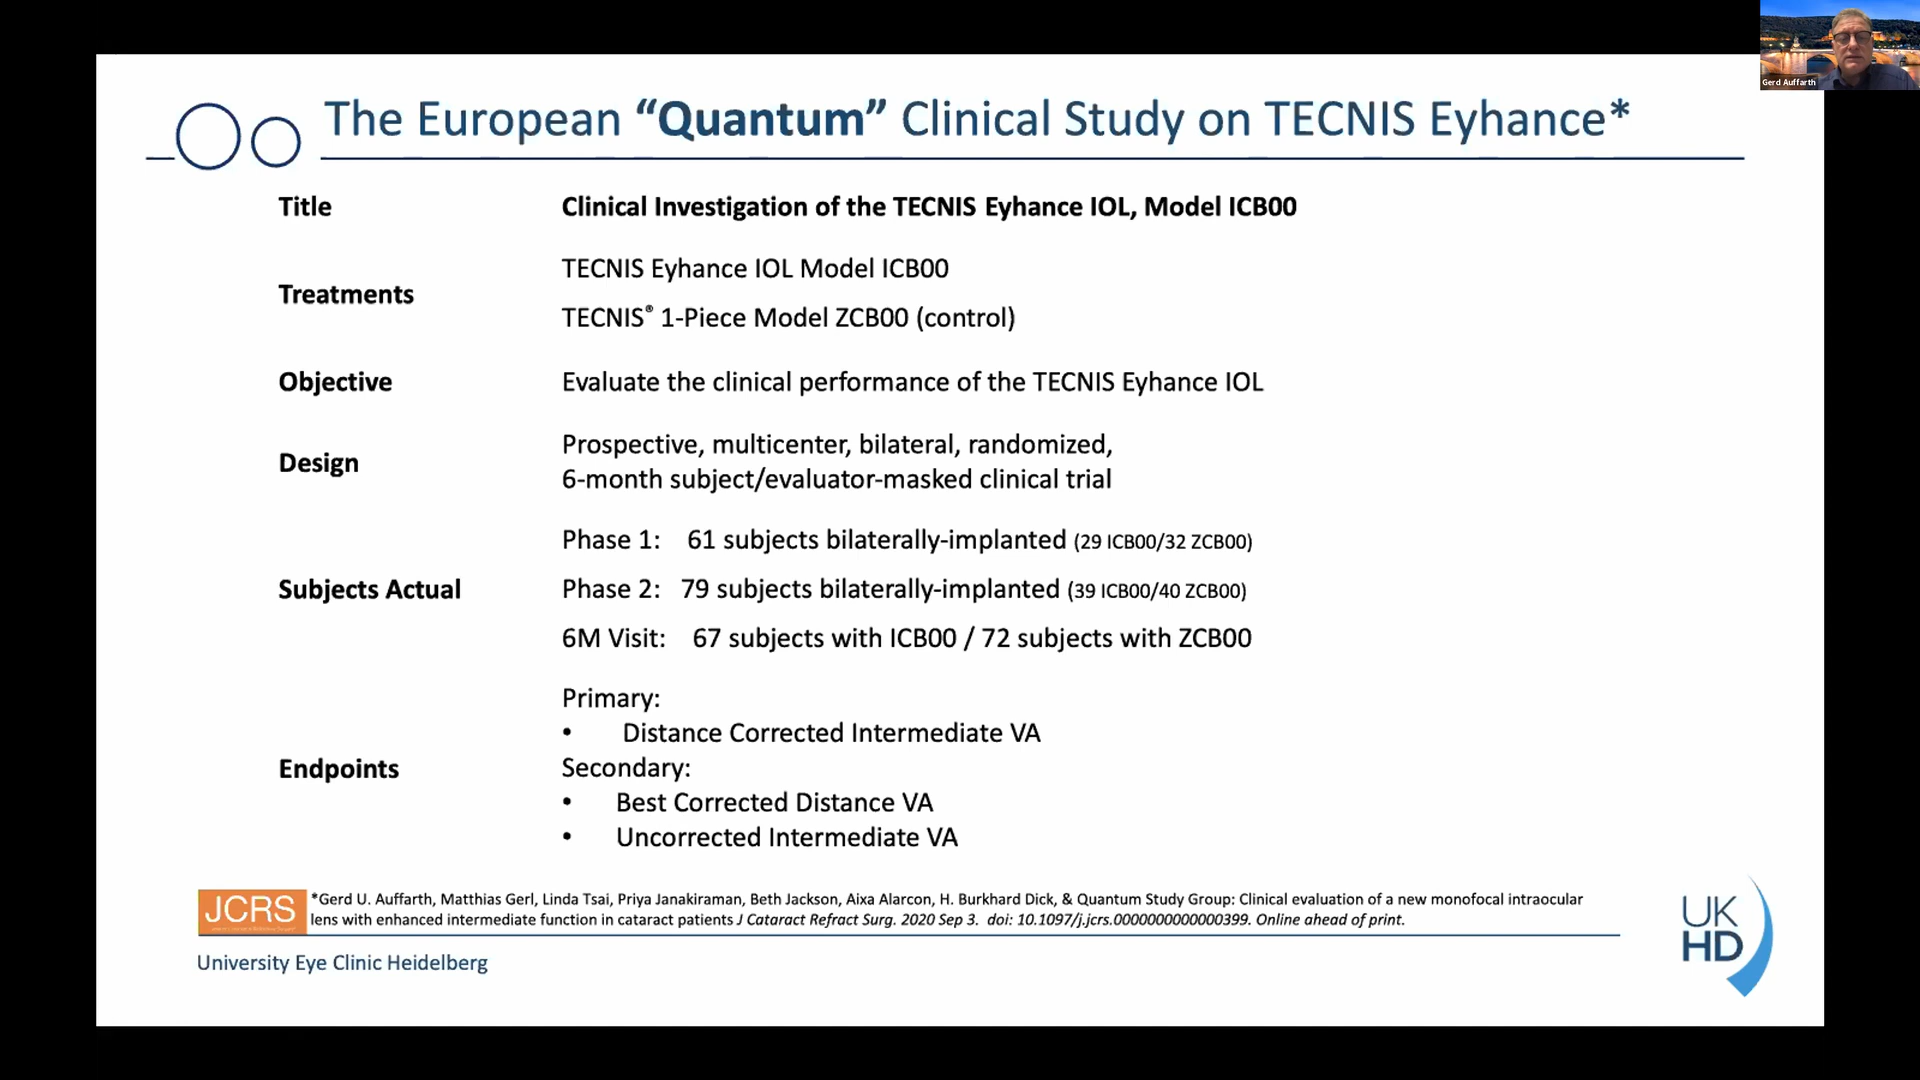 Gerd Auffarth
The European “Quantum” Clinical Study on TECNIS Eyhance*
Title
Clinical Investigation of the TECNIS Eyhance IOL, Model ICB00
Treatments
TECNIS Eyhance IOL Model ICB00
TECNIS® 1-Piece Model ZCB00 (control)
Objective
Evaluate the clinical performance of the TECNIS Eyhance IOL
Design
Prospective, multicenter, bilateral, randomized,
6-month subject/evaluator-masked clinical trial
Subjects Actual
Phase 1: 61 subjects bilaterally-implanted (29 ICB00/32 ZCB00)
Phase 2: 79 subjects bilaterally-implanted (39 ICB00/40 ZCB00)
6M Visit: 67 subjects with ICB00 / 72 subjects with ZCB00
Endpoints
Primary:
• Distance Corrected Intermediate VA
Secondary:
• Best Corrected Distance VA
• Uncorrected Intermediate VA
JCRS
*Gerd U. Auffarth, Matthias Gerl, Linda Tsai, Priya Janakiraman, Beth Jackson, Aixa Alarcon, H. Burkhard Dick, & Quantum Study Group: Clinical evaluation of a new monofocal intraocular
lens with enhanced intermediate function in cataract patients J Cataract Refract Surg. 2020 Sep 3. doi: 10.1097/j.jcrs.0000000000000399. Online ahead of print.
University Eye Clinic Heidelberg
UK
HD